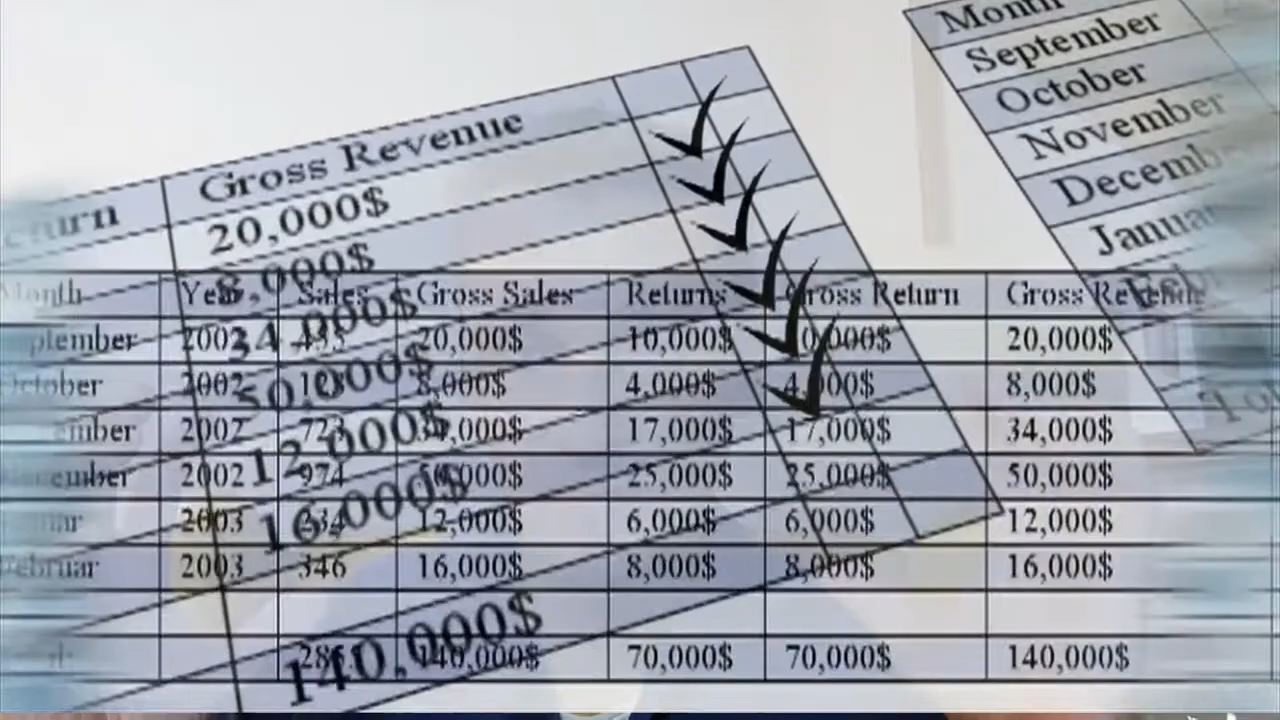 Month
September
October
November
Gross Revenue
20,000$
8,000$
34,000$
50,000$
12,000$
16,000$
140,000$
Month Year Sales Gross Sales Returns Gross Return Gross Revenue
2002 20,000$ 10,000$ 20,000$
2002 8,000$ 4,000$ 8,000$
2002 17,000$ 17,000$ 34,000$
2002 974 25,000$ 25,000$ 50,000$
2003 12,000$ 6,000$ 6,000$ 12,000$
Februar 2003 346 16,000$ 8,000$ 8,000$ 16,000$
140,000$ 70,000$ 70,000$ 140,000$